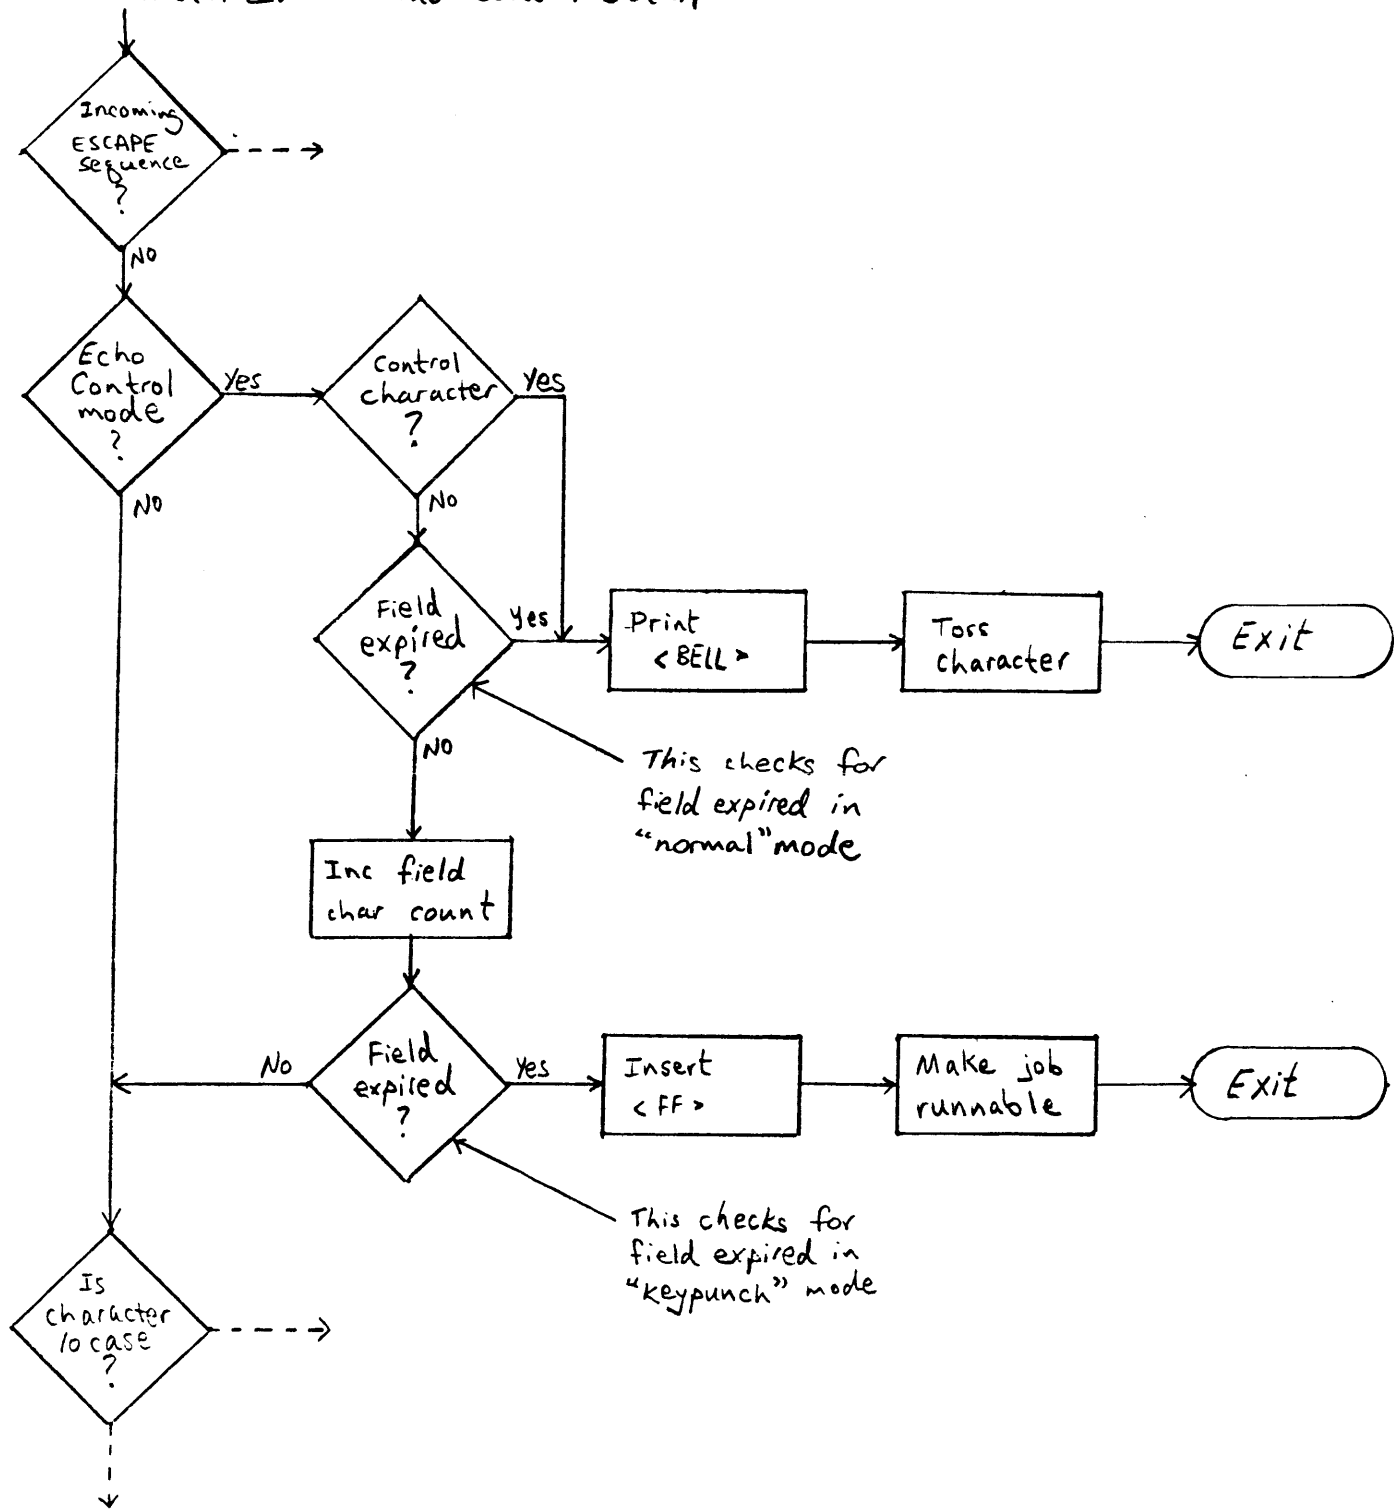 Incoming
ESCAPE
sequence
?
NO
Echo
Control
mode
?
Yes
NO
Control
character
?
Yes
NO
Field
expired
?
Yes
NO
Print
<BELL>
Toss
character
Exit
This checks for
field expired in
"normal" mode
Inc field
char count
Field
expired
?
No
Yes
Insert
<FF>
Make job
runnable
Exit
This checks for
field expired in
"keypunch" mode
Is
character
lo case
?